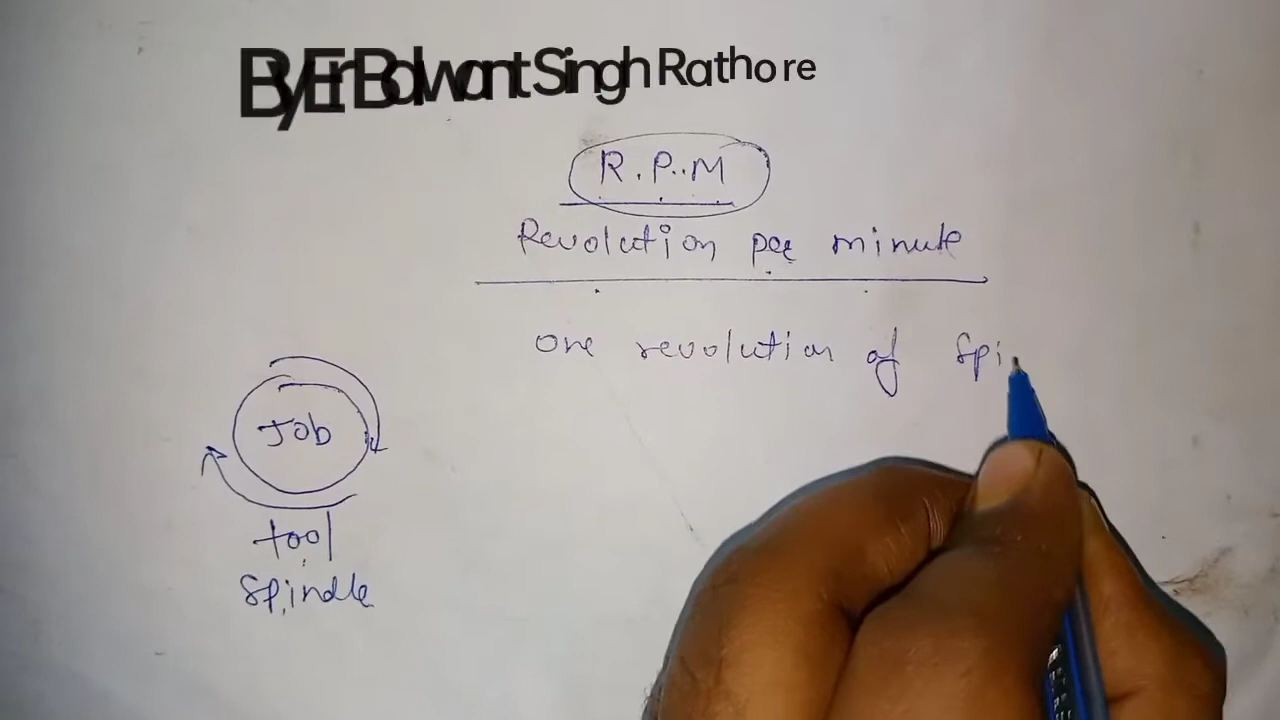 By Er Balwant Singh Rathore
R.P.M
Revolution per minute
one revolution of Spi
Job
tool
Spindle